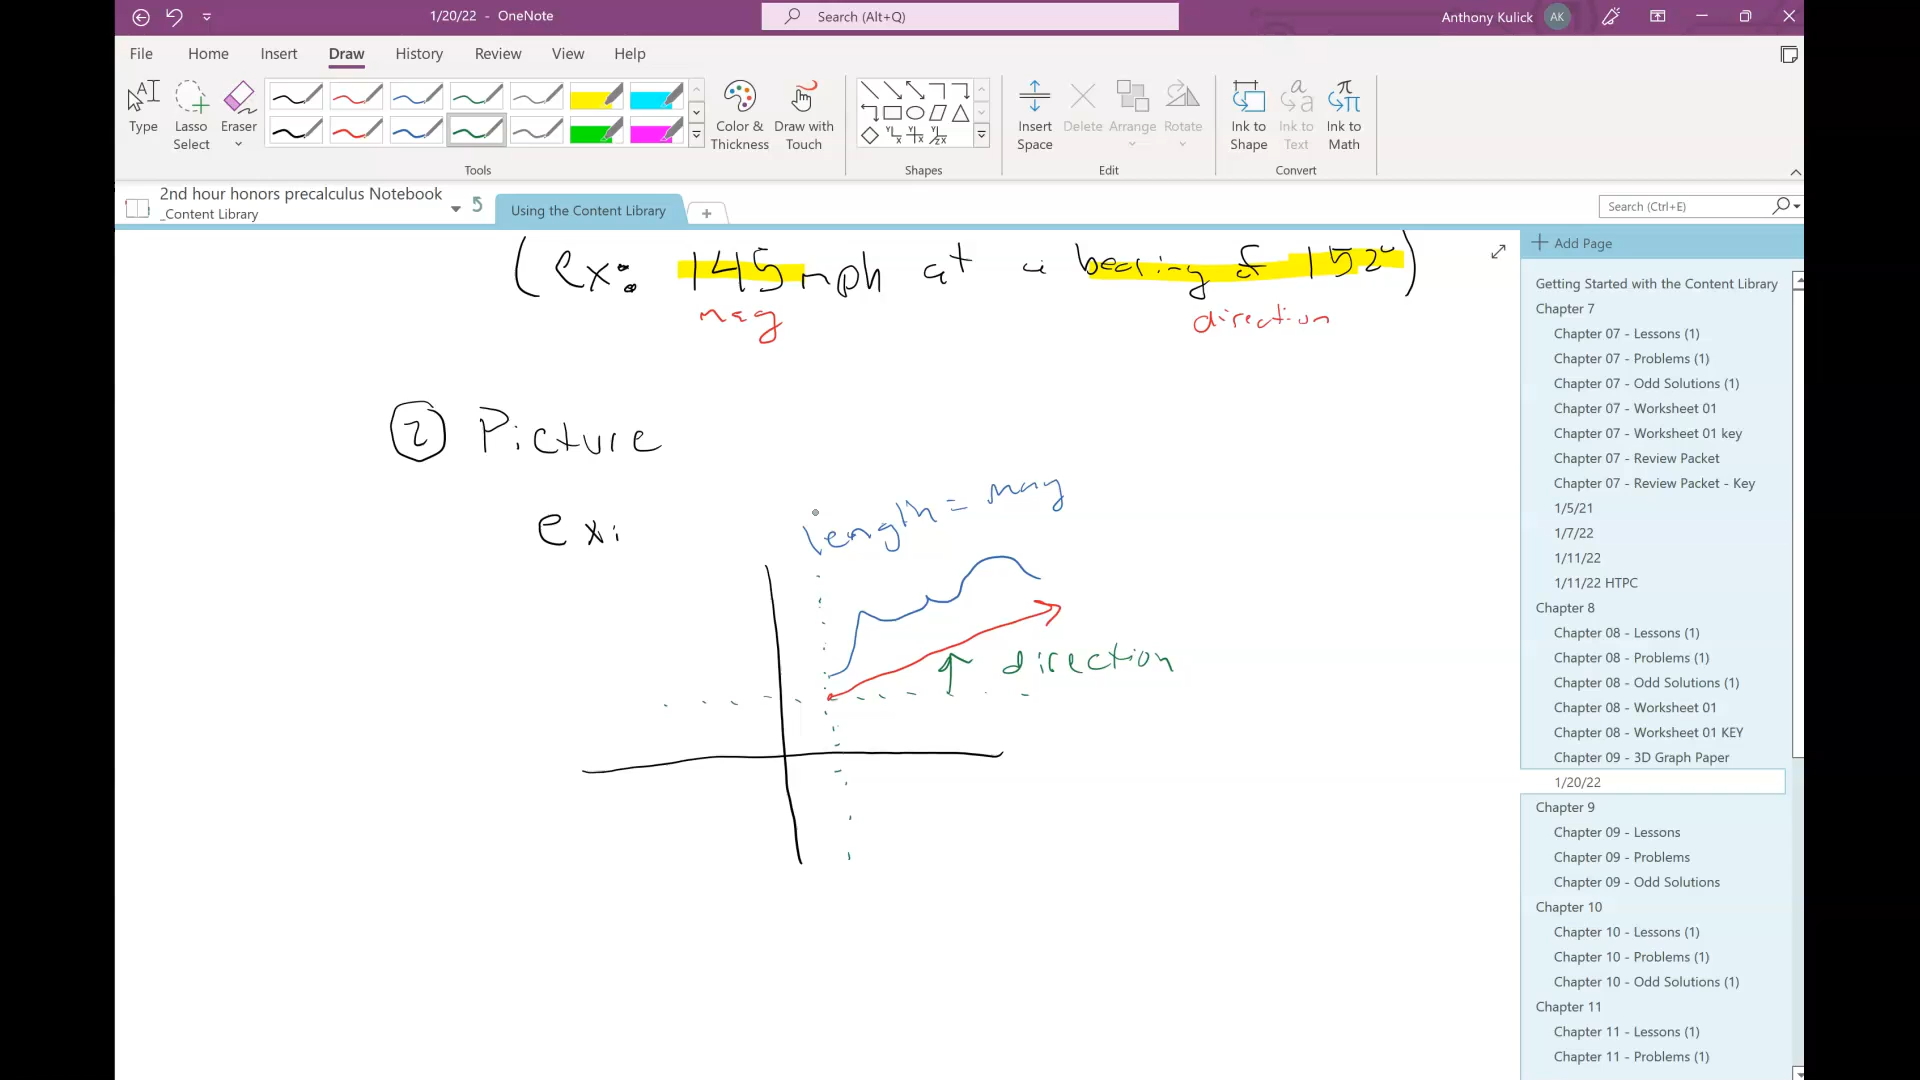 1/20/22 - OneNote
Search (Alt+Q)
Anthony Kulick
AK
File Home Insert Draw History Review View Help
Type
Lasso Select
Eraser
Color & Thickness
Draw with Touch
Insert Space
Delete
Arrange
Rotate
Ink to Shape
Ink to Text
Ink to Math
Tools
Shapes
Edit
Convert
2nd hour honors precalculus Notebook
_Content Library
Using the Content Library
Search (Ctrl+E)
(ex: 145mph at a bearing of 152°)
mag
direction
2 Picture
ex:
length = mag
direction
Add Page
Getting Started with the Content Library
Chapter 7
Chapter 07 - Lessons (1)
Chapter 07 - Problems (1)
Chapter 07 - Odd Solutions (1)
Chapter 07 - Worksheet 01
Chapter 07 - Worksheet 01 key
Chapter 07 - Review Packet
Chapter 07 - Review Packet - Key
1/5/21
1/7/22
1/11/22
1/11/22 HTPC
Chapter 8
Chapter 08 - Lessons (1)
Chapter 08 - Problems (1)
Chapter 08 - Odd Solutions (1)
Chapter 08 - Worksheet 01
Chapter 08 - Worksheet 01 KEY
Chapter 09 - 3D Graph Paper
1/20/22
Chapter 9
Chapter 09 - Lessons
Chapter 09 - Problems
Chapter 09 - Odd Solutions
Chapter 10
Chapter 10 - Lessons (1)
Chapter 10 - Problems (1)
Chapter 10 - Odd Solutions (1)
Chapter 11
Chapter 11 - Lessons (1)
Chapter 11 - Problems (1)